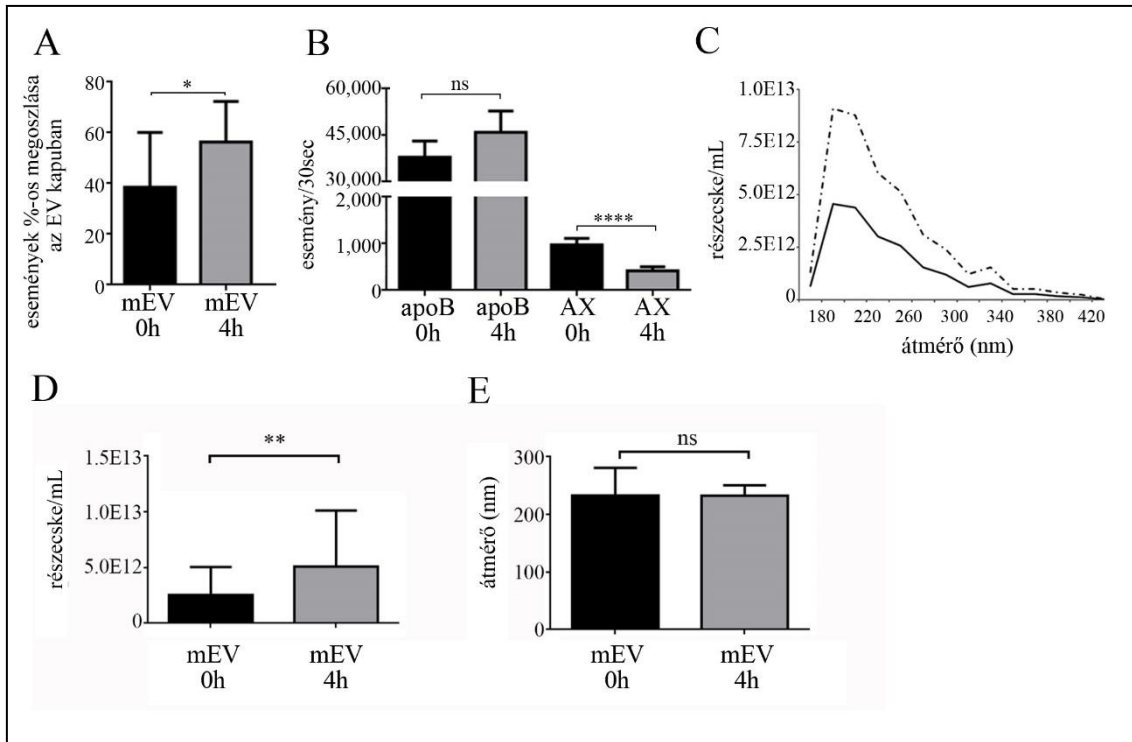 A
események %-os megoszlása
az EV kapuban
80
60
40
20
0
*
mEV
0h
mEV
4h
B
esemény/30sec
60,000
45,000
30,000
2,000
1,000
0
ns
****
apoB
0h
apoB
4h
AX
0h
AX
4h
C
részecske/mL
1.0E13
7.5E12
5.0E12
2.5E12
0
180 220 260 300 340 380 420
átmérő (nm)
D
részecske/mL
1.5E13
1.0E13
5.0E12
0
**
mEV
0h
mEV
4h
E
átmérő (nm)
300
200
100
0
ns
mEV
0h
mEV
4h